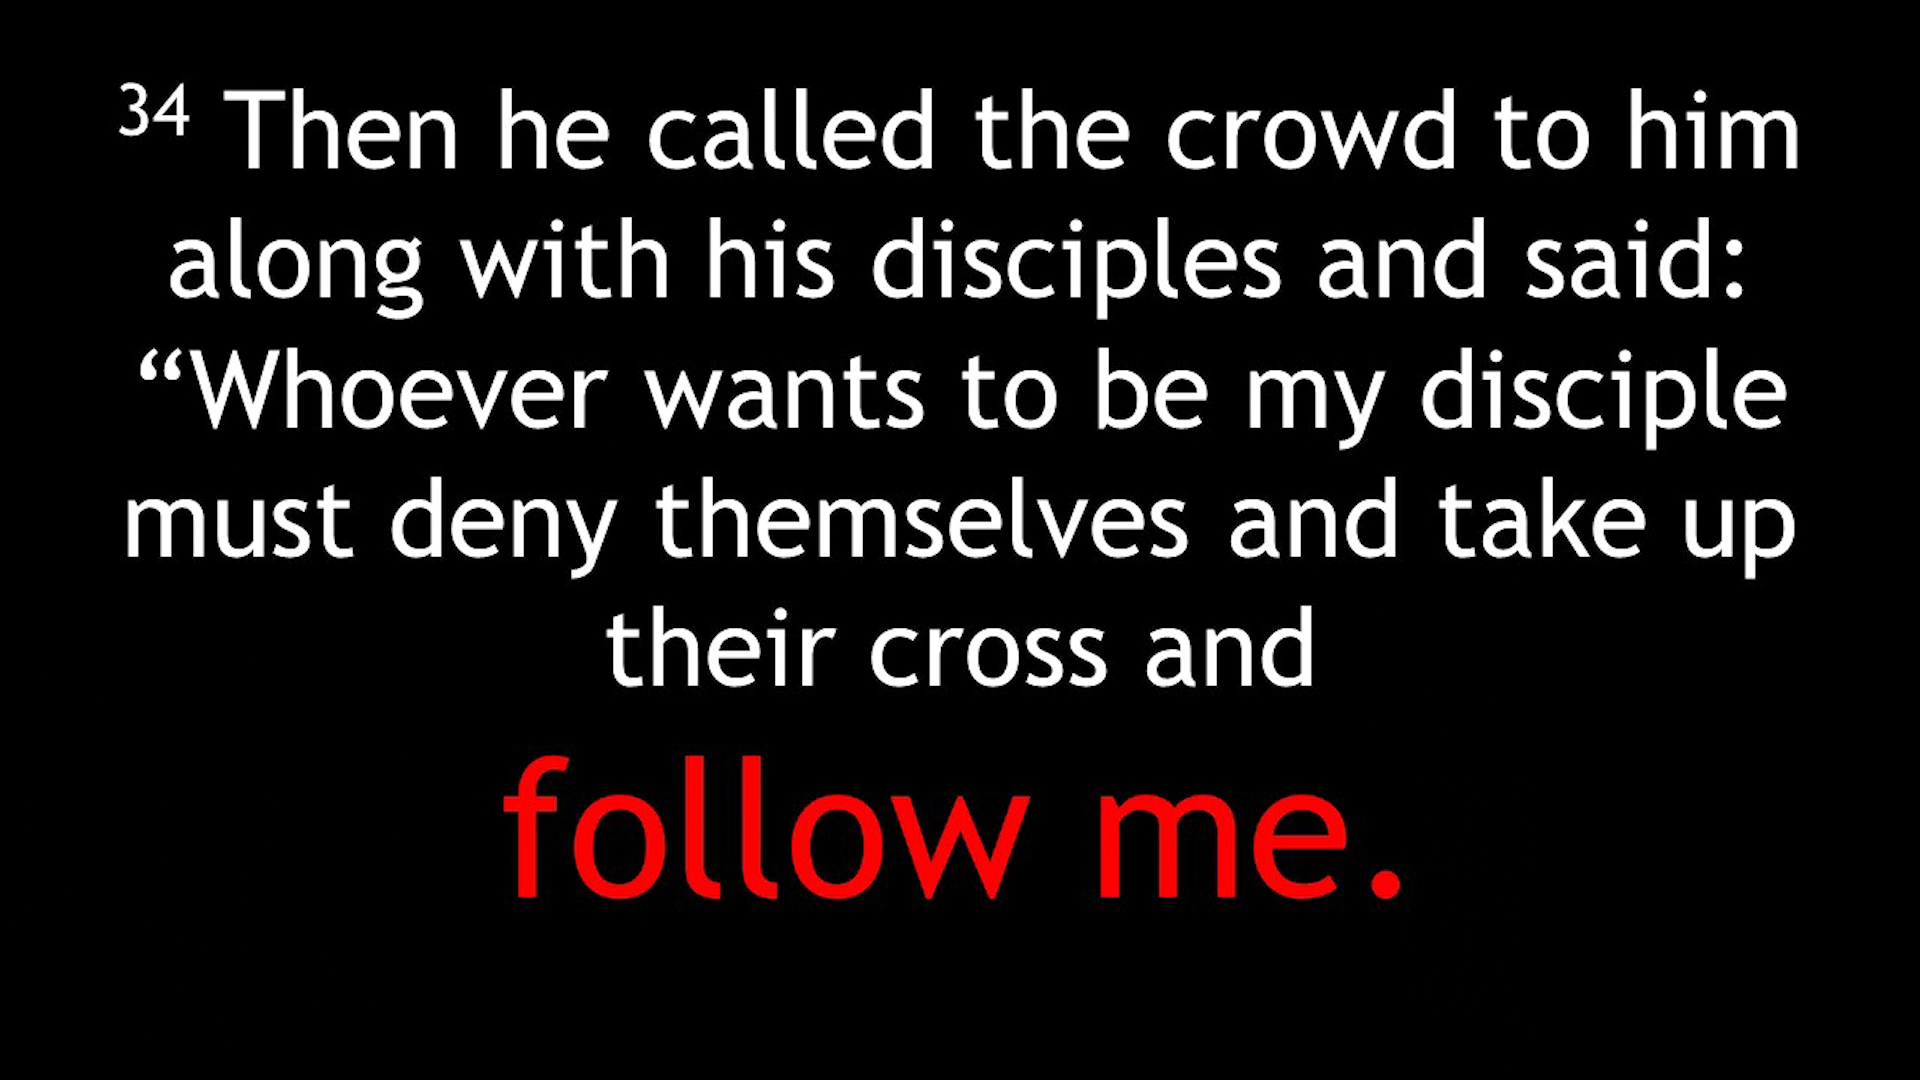 34 Then he called the crowd to him
along with his disciples and said:
“Whoever wants to be my disciple
must deny themselves and take up
their cross and
follow me.